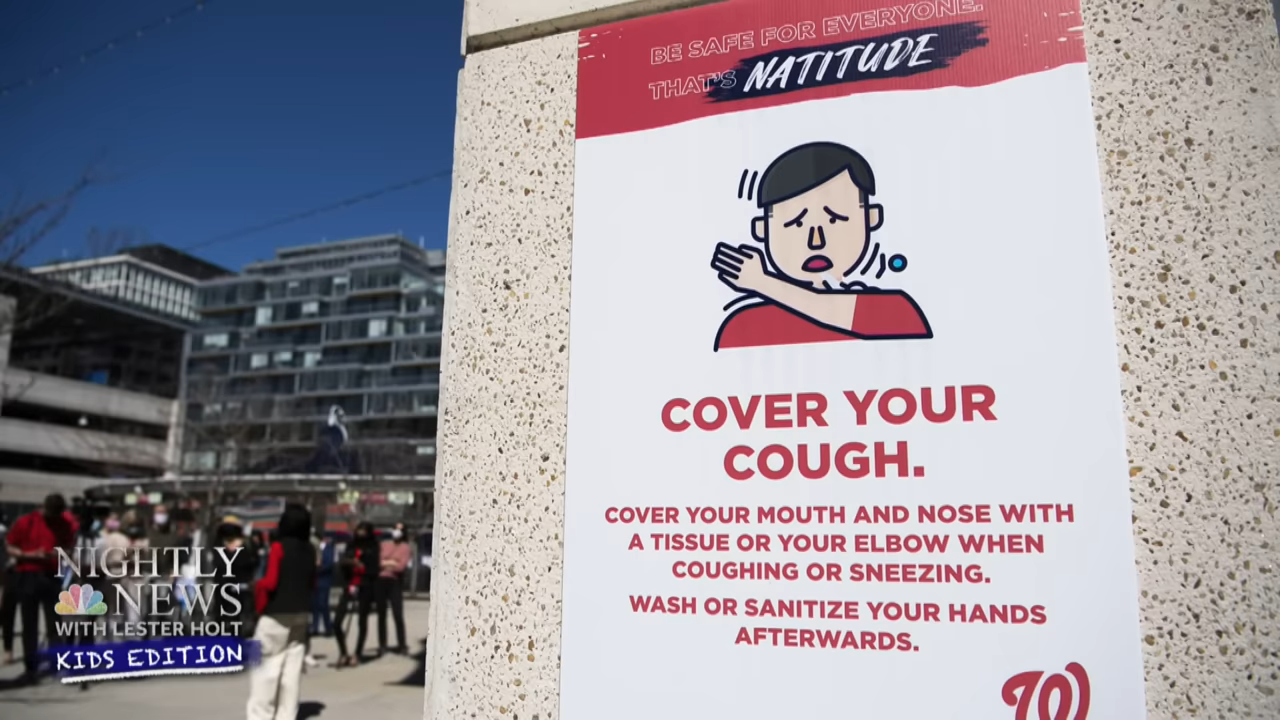 BE SAFE FOR EVERYONE.
THAT'S NATITUDE
COVER YOUR
COUGH.
COVER YOUR MOUTH AND NOSE WITH
A TISSUE OR YOUR ELBOW WHEN
COUGHING OR SNEEZING.
WASH OR SANITIZE YOUR HANDS
AFTERWARDS.
W
NIGHTLY
NEWS
WITH LESTER HOLT
KIDS EDITION